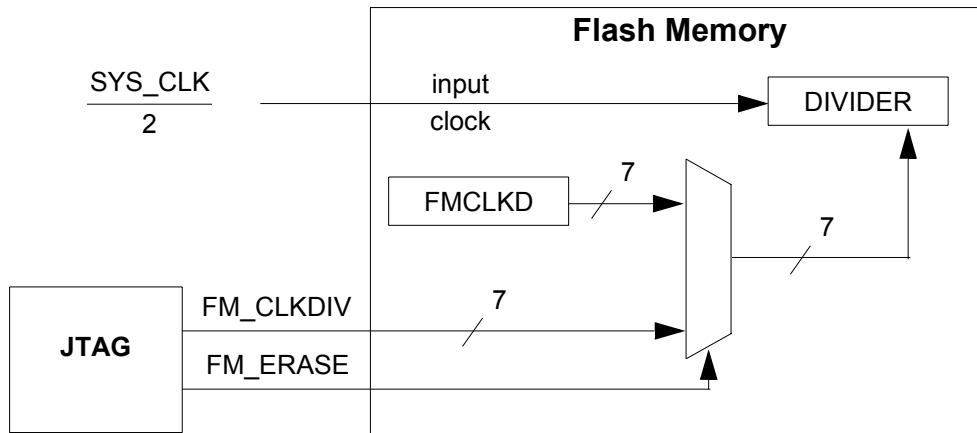 Flash Memory
SYS_CLK
2
input
clock
DIVIDER
FMCLKD
7
7
FM_CLKDIV
7
JTAG
FM_ERASE